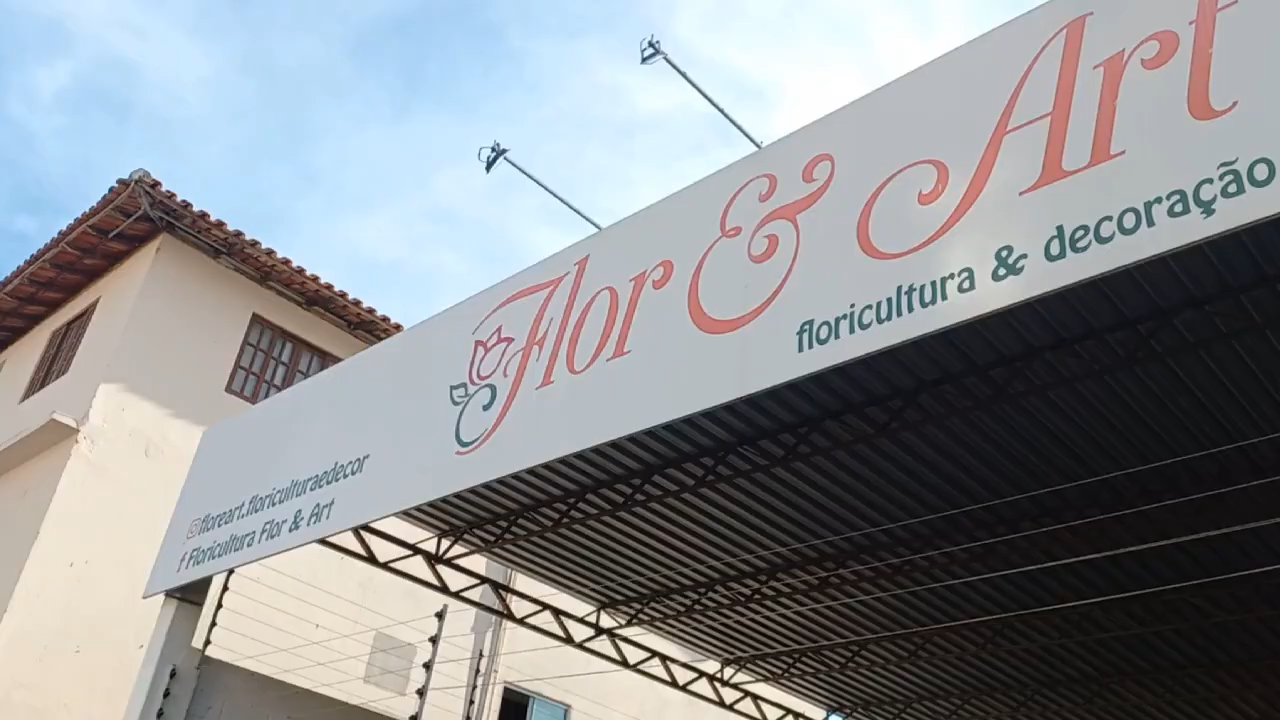 Flor & Art
floricultura & decoração
floreart.floriculturaedecor
f Floricultura Flor & Art